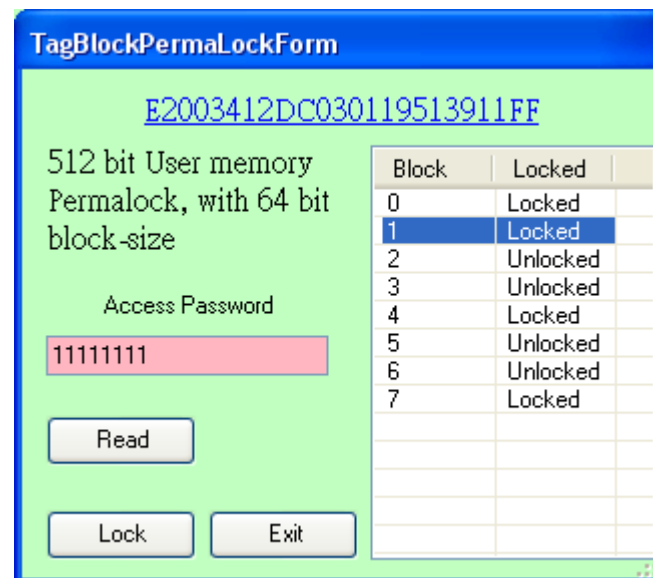 TagBlockPermaLockForm
E2003412DC030119513911FF
512 bit User memory
Permalock, with 64 bit
block-size
Access Password
11111111
Read
Lock Exit
Block Locked
0 Locked
1 Locked
2 Unlocked
3 Unlocked
4 Locked
5 Unlocked
6 Unlocked
7 Locked